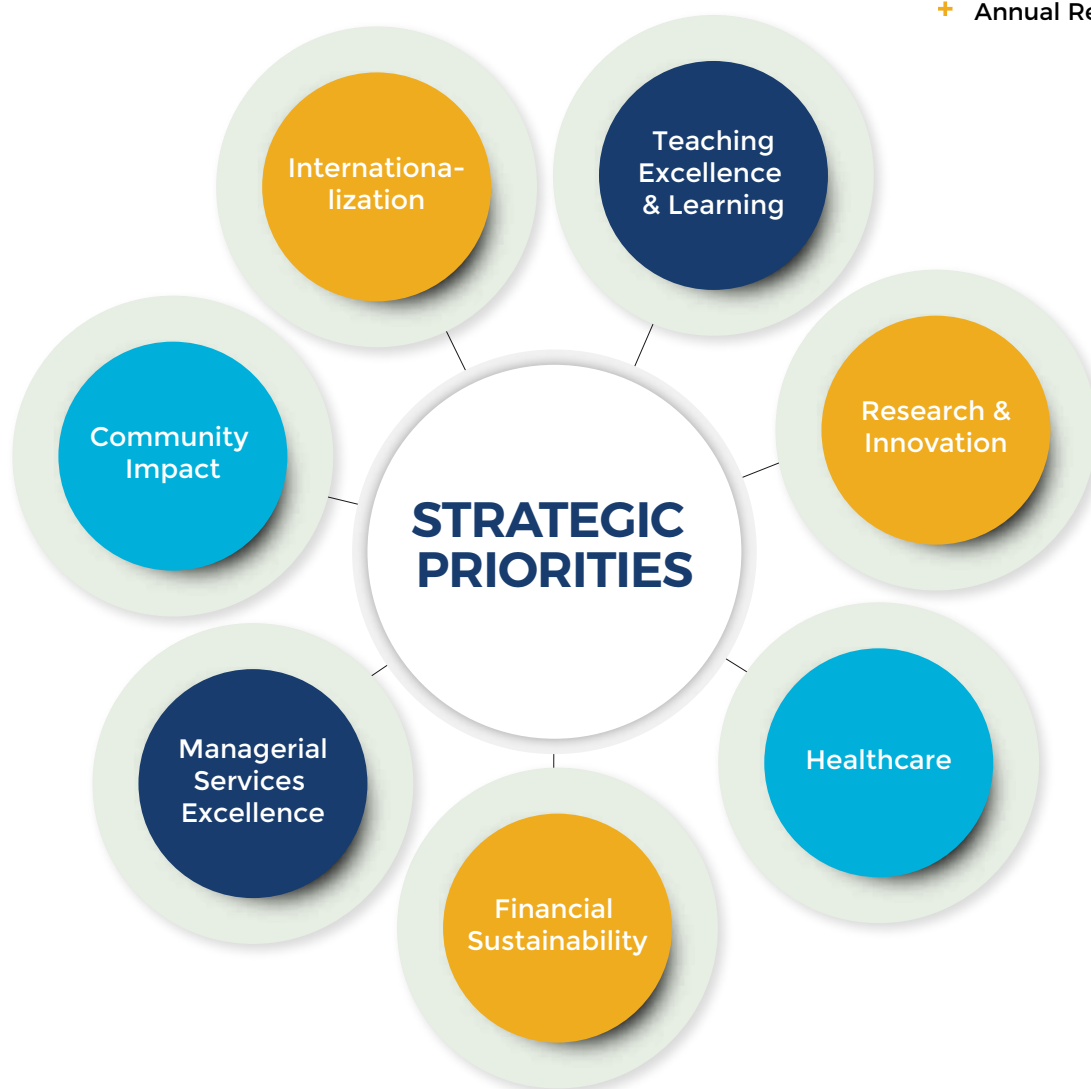 + Annual Re
Internationa-
lization
Teaching
Excellence
& Learning
Community
Impact
Research &
Innovation
STRATEGIC
PRIORITIES
Managerial
Services
Excellence
Healthcare
Financial
Sustainability